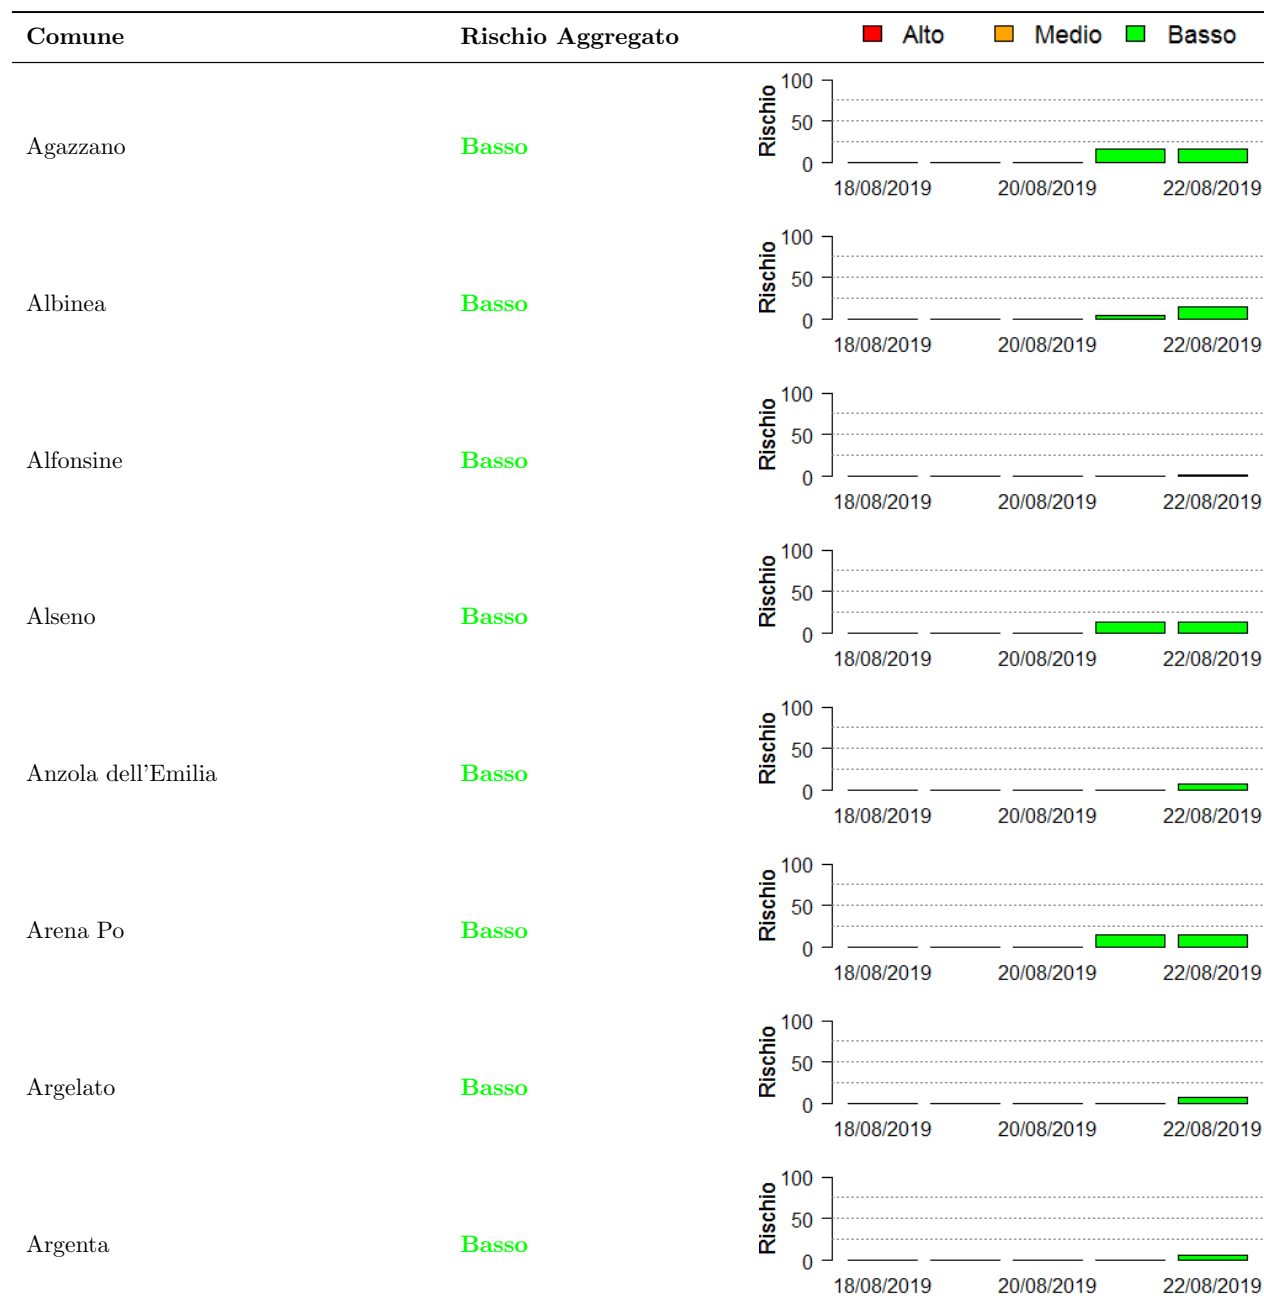 Comune Rischio Aggregato Alto Medio Basso
100
50
0
Rischio
Agazzano Basso
18/08/2019 20/08/2019 22/08/2019
100
50
0
Rischio
Albinea Basso
18/08/2019 20/08/2019 22/08/2019
100
50
0
Rischio
Alfonsine Basso
18/08/2019 20/08/2019 22/08/2019
100
50
0
Rischio
Alseno Basso
18/08/2019 20/08/2019 22/08/2019
100
50
0
Rischio
Anzola dell'Emilia Basso
18/08/2019 20/08/2019 22/08/2019
100
50
0
Rischio
Arena Po Basso
18/08/2019 20/08/2019 22/08/2019
100
50
0
Rischio
Argelato Basso
18/08/2019 20/08/2019 22/08/2019
100
50
0
Rischio
Argenta Basso
18/08/2019 20/08/2019 22/08/2019